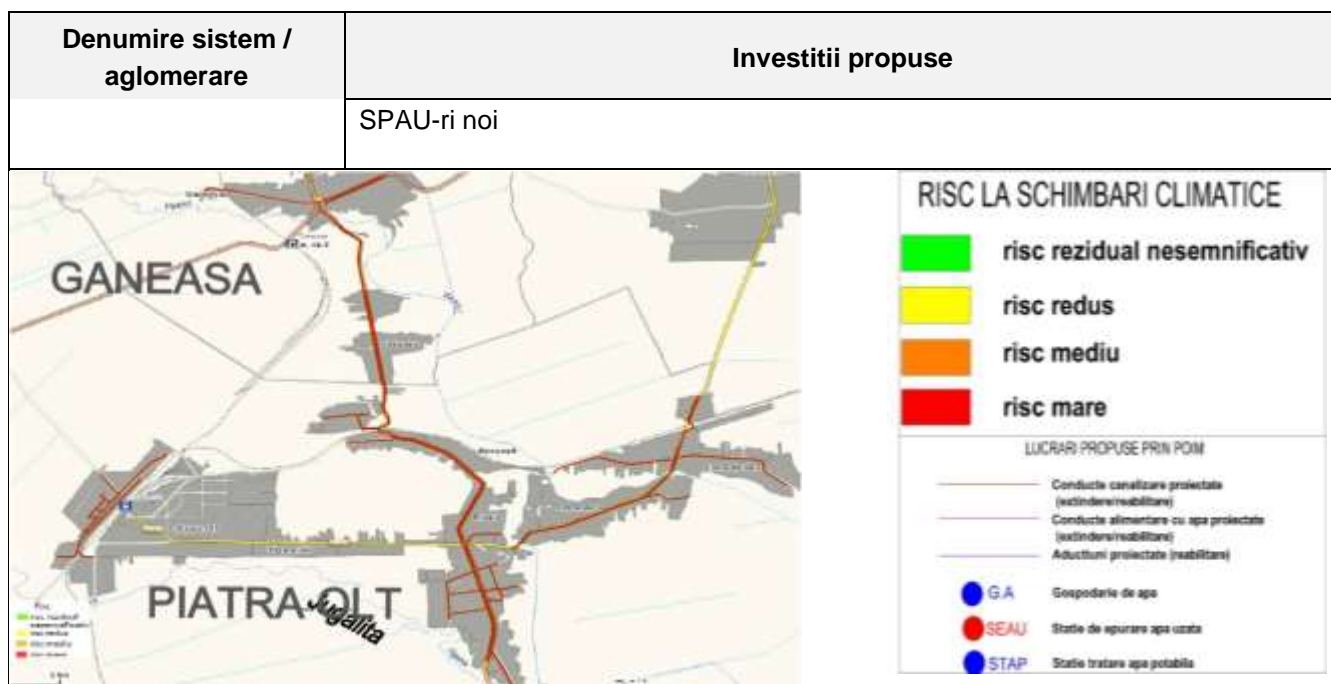 Denumire sistem /
aglomerare
Investitii propuse
SPAU-ri noi
GANEASA
PIATRA OLT
Jugalita
RISC LA SCHIMBARI CLIMATICE
risc rezidual nesemnificativ
risc redus
risc mediu
risc mare
LUCRARI PROPUSE PRIN POIM
Conducte canalizare proiectate
(extindere/reabilitare)
Conducte alimentare cu apa proiectate
(extindere/reabilitare)
Aductiuni proiectate (reabilitare)
G.A Gospodarie de apa
SEAU Statie de epurare apa uzata
STAP Statie tratare apa potabila